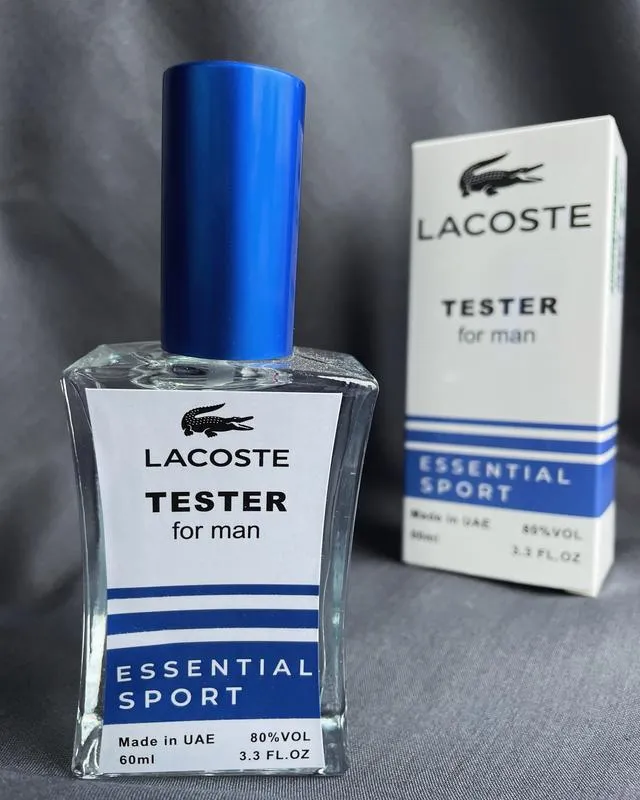 LACOSTE
TESTER
for man
ESSENTIAL
SPORT
Made in UAE 80%VOL
60ml 3.3 FL.OZ
LACOSTE
TESTER
for man
ESSENTIAL
SPORT
Made in UAE 80%VOL
60ml 3.3 FL.OZ